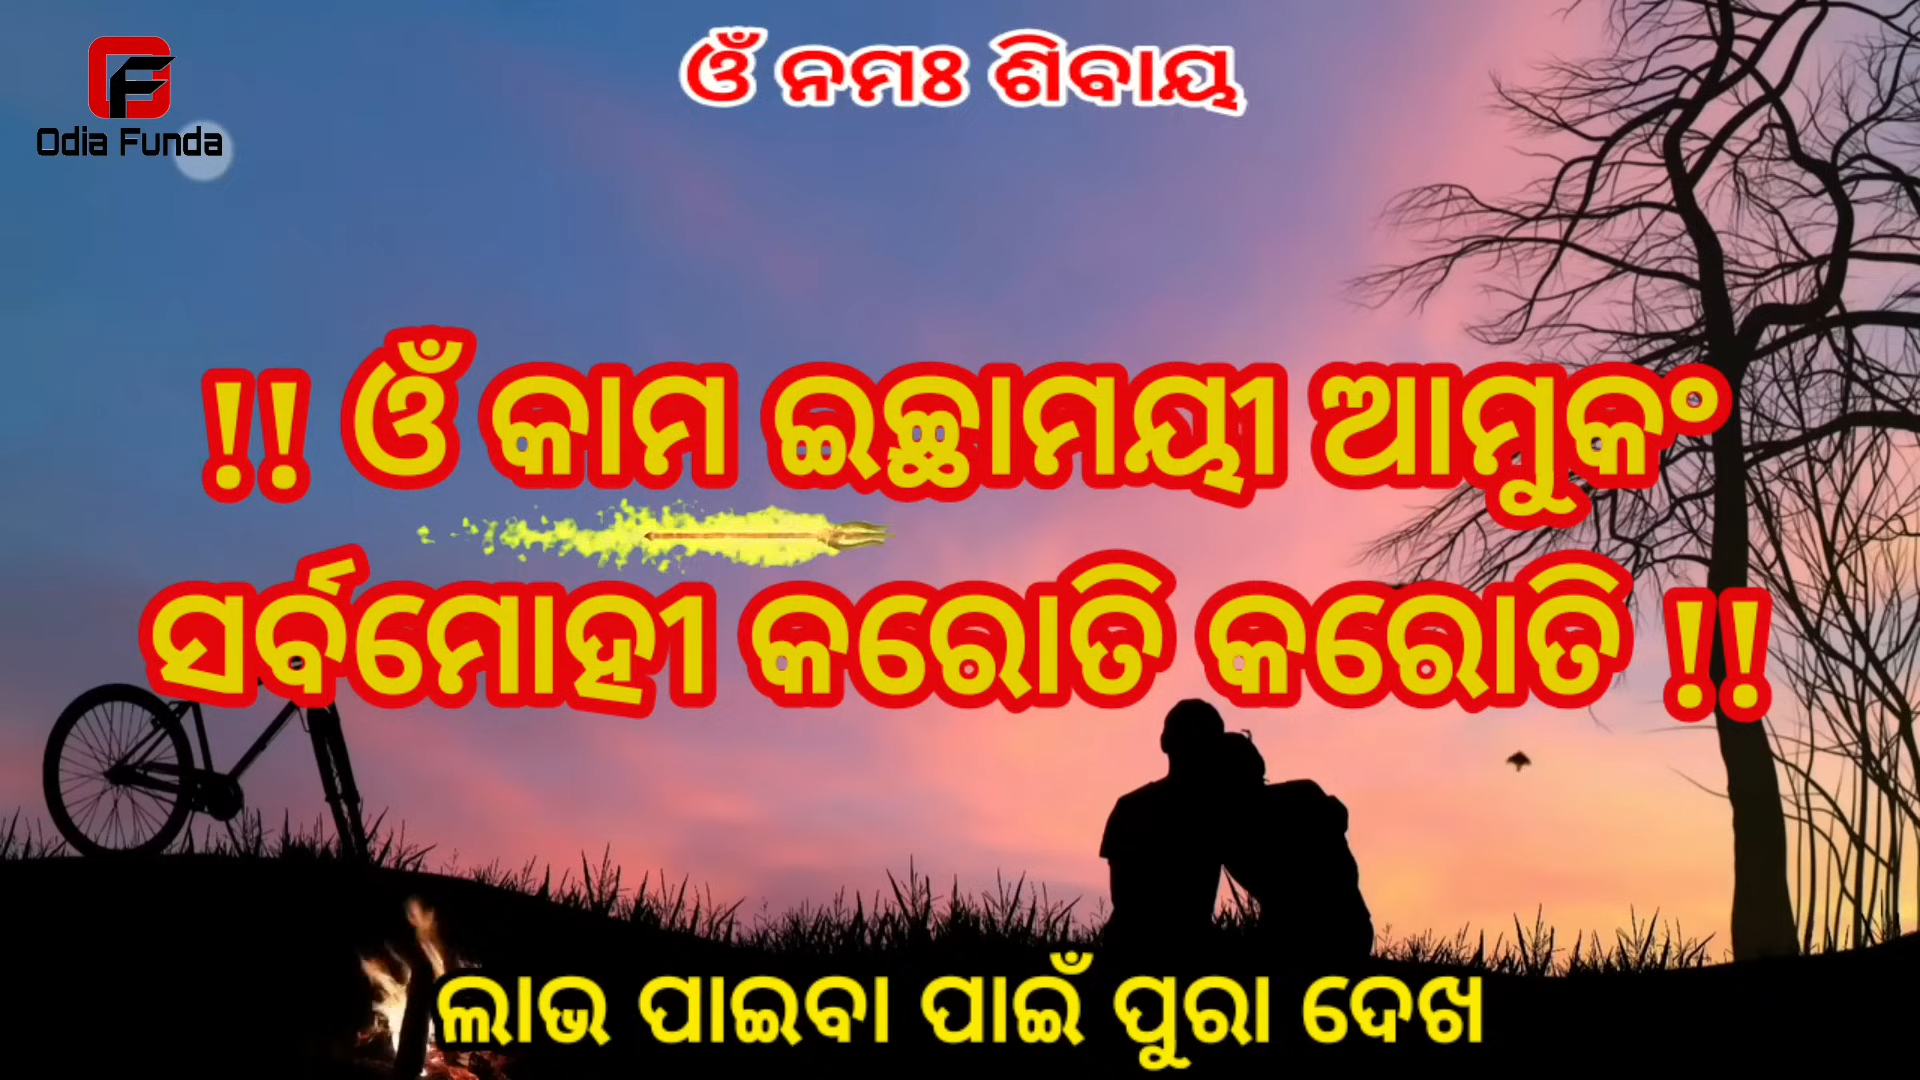 Odia Funda
ଓଁ ନମଃ ଶିବାୟ
!! ଓଁ କାମ ଇଚ୍ଛାମୟୀ ଆମୁକଂ
ସର୍ବମୋହୀ କରୋତି କରୋତି !!
ଲାଭ ପାଇବା ପାଇଁ ପୁରା ଦେଖ